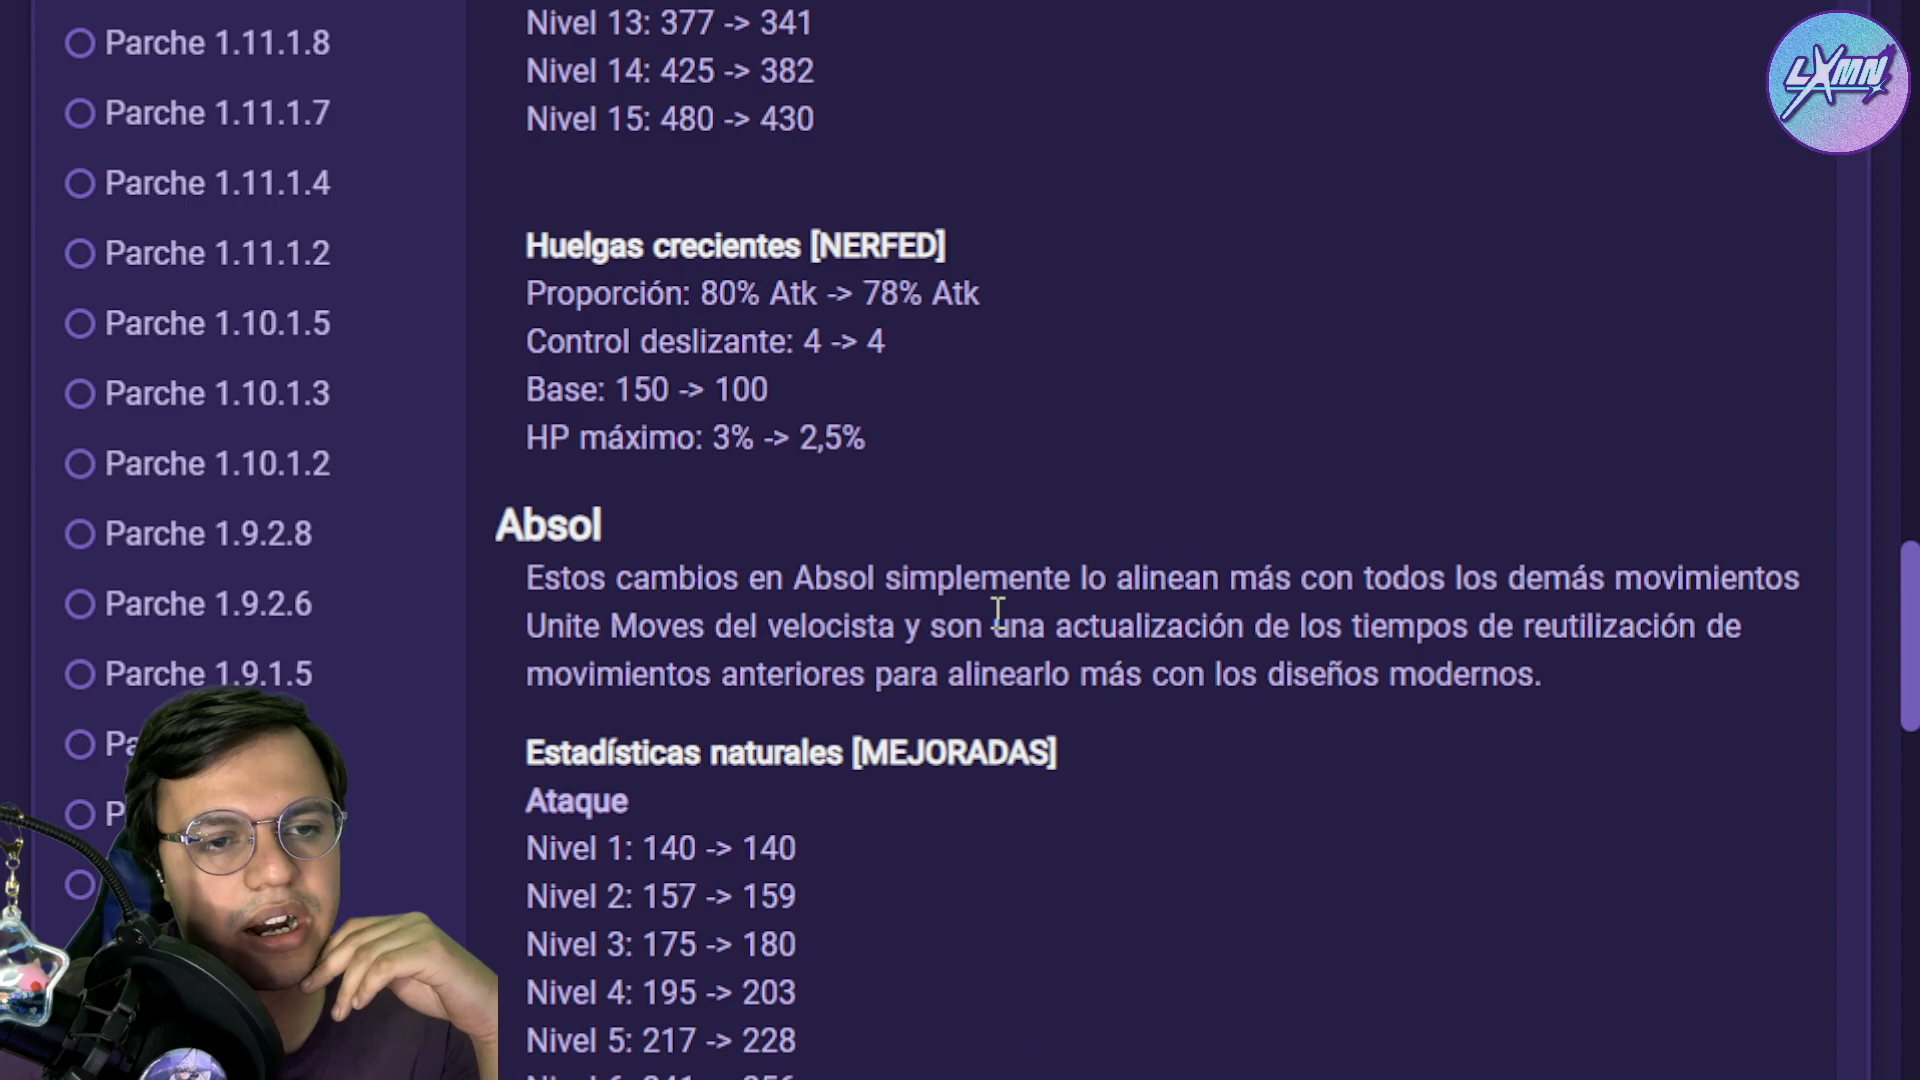 Parche 1.11.1.8
Parche 1.11.1.7
Parche 1.11.1.4
Parche 1.11.1.2
Parche 1.10.1.5
Parche 1.10.1.3
Parche 1.10.1.2
Parche 1.9.2.8
Parche 1.9.2.6
Parche 1.9.1.5
Nivel 13: 377 -> 341
Nivel 14: 425 -> 382
Nivel 15: 480 -> 430
Huelgas crecientes [NERFED]
Proporción: 80% Atk -> 78% Atk
Control deslizante: 4 -> 4
Base: 150 -> 100
HP máximo: 3% -> 2,5%
Absol
Estos cambios en Absol simplemente lo alinean más con todos los demás movimientos
Unite Moves del velocista y son una actualización de los tiempos de reutilización de
movimientos anteriores para alinearlo más con los diseños modernos.
Estadísticas naturales [MEJORADAS]
Ataque
Nivel 1: 140 -> 140
Nivel 2: 157 -> 159
Nivel 3: 175 -> 180
Nivel 4: 195 -> 203
Nivel 5: 217 -> 228
LXMN